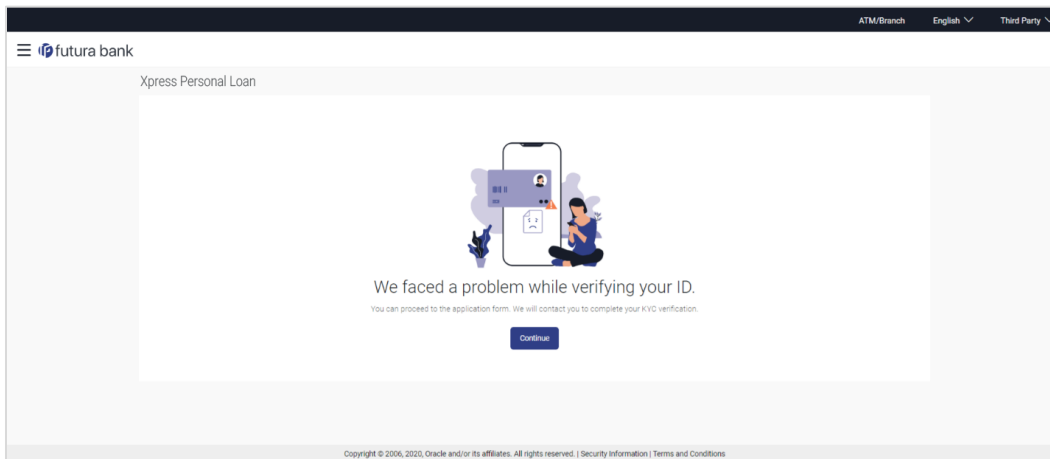 ATM/Branch English Third Party
futura bank
Xpress Personal Loan
We faced a problem while verifying your ID.
You can proceed to the application form. We will contact you to complete your KYC verification.
Continue
Copyright © 2006, 2020, Oracle and/or its affiliates. All rights reserved. | Security Information | Terms and Conditions